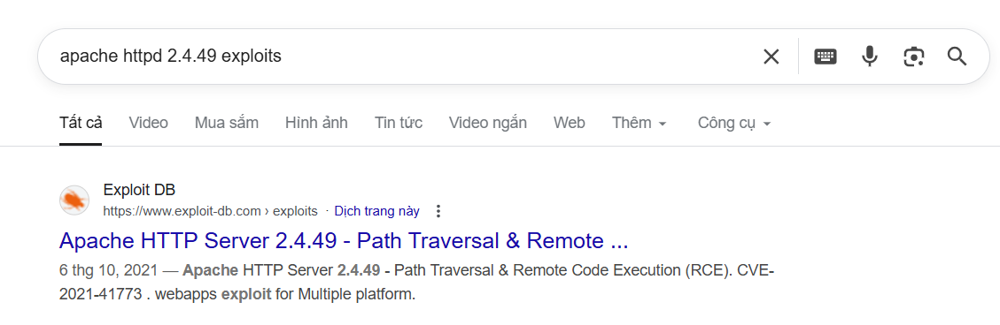 apache httpd 2.4.49 exploits
Tất cả Video Mua sắm Hình ảnh Tin tức Video ngắn Web Thêm Công cụ
Exploit DB
https://www.exploit-db.com › exploits · Dịch trang này
Apache HTTP Server 2.4.49 - Path Traversal & Remote ...
6 thg 10, 2021 — Apache HTTP Server 2.4.49 - Path Traversal & Remote Code Execution (RCE). CVE-
2021-41773 . webapps exploit for Multiple platform.